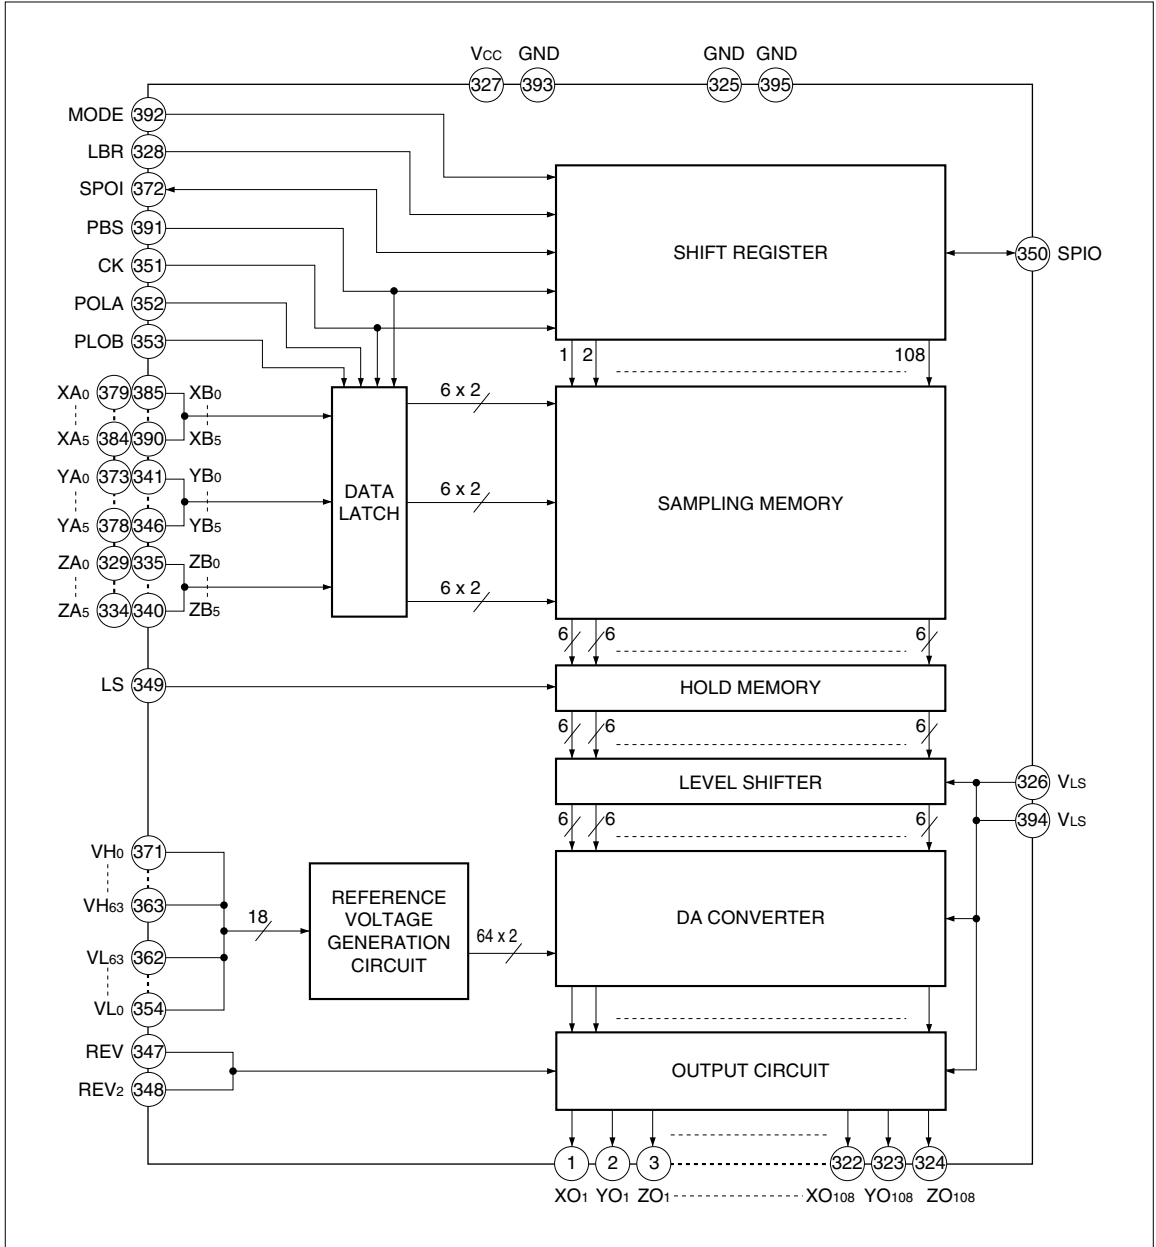 VCC GND GND GND
327 393 325 395
MODE 392
LBR 328
SPOI 372
PBS 391
CK 351
POLA 352
PLOB 353
SHIFT REGISTER
350 SPIO
1 2 108
XA0 379 385 XB0
XA5 384 390 XB5
YA0 373 341 YB0
YA5 378 346 YB5
ZA0 329 335 ZB0
ZA5 334 340 ZB5
DATA
LATCH
6 x 2
6 x 2
6 x 2
SAMPLING MEMORY
6 6 6
LS 349
HOLD MEMORY
6 6 6
LEVEL SHIFTER
326 VLS
394 VLS
6 6 6
VH0 371
VH63 363
VL63 362
VL0 354
18
REFERENCE
VOLTAGE
GENERATION
CIRCUIT
64 x 2
DA CONVERTER
REV 347
REV2 348
OUTPUT CIRCUIT
1 2 3 322 323 324
XO1 YO1 ZO1 XO108 YO108 ZO108